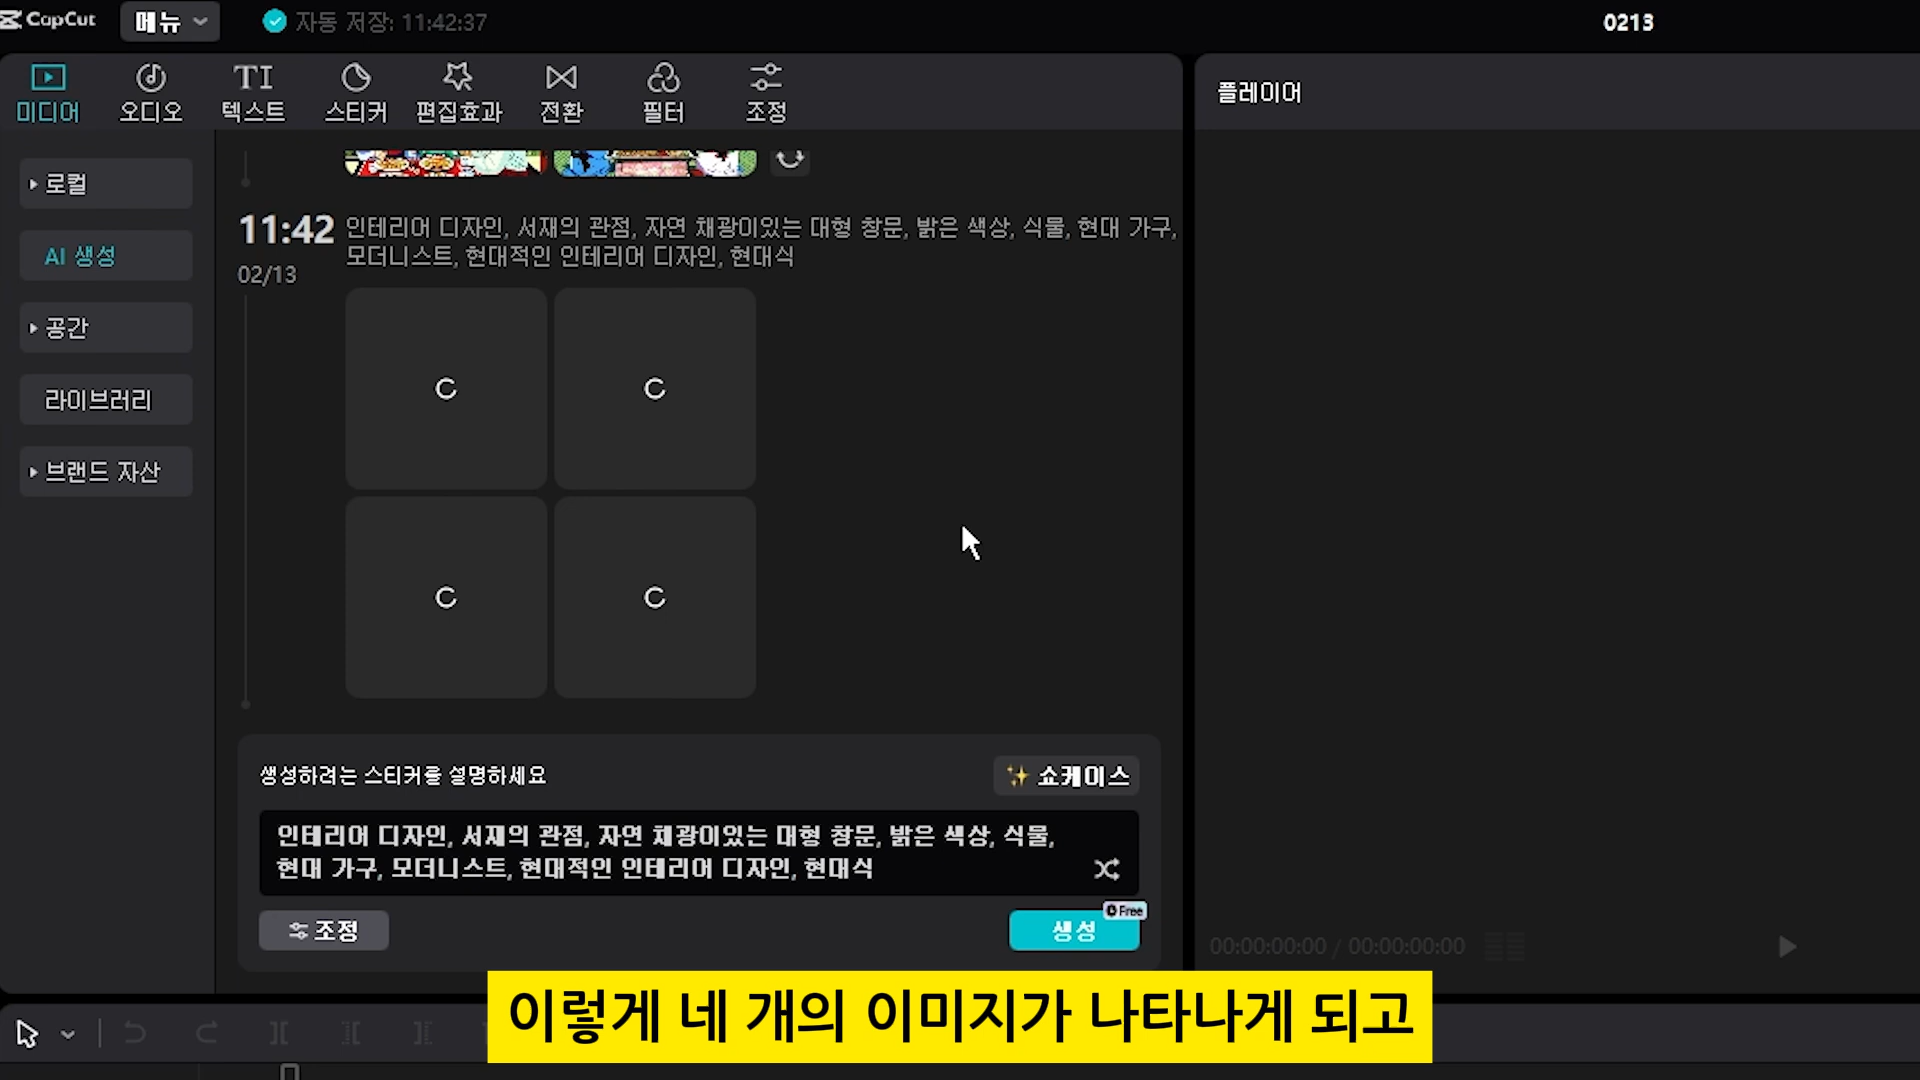 CapCut
메뉴
자동 저장: 11:42:37
0213
미디어
오디오
TI
텍스트
스티커
편집효과
전환
필터
조정
플레이어
로컬
AI 생성
공간
라이브러리
브랜드 자산
11:42
02/13
인테리어 디자인, 서재의 관점, 자연 채광이있는 대형 창문, 밝은 색상, 식물, 현대 가구,
모더니스트, 현대적인 인테리어 디자인, 현대식
생성하려는 스티커를 설명하세요
쇼케이스
인테리어 디자인, 서재의 관점, 자연 채광이있는 대형 창문, 밝은 색상, 식물,
현대 가구, 모더니스트, 현대적인 인테리어 디자인, 현대식
조정
Free
생성
00:00:00:00 / 00:00:00:00
이렇게 네 개의 이미지가 나타나게 되고